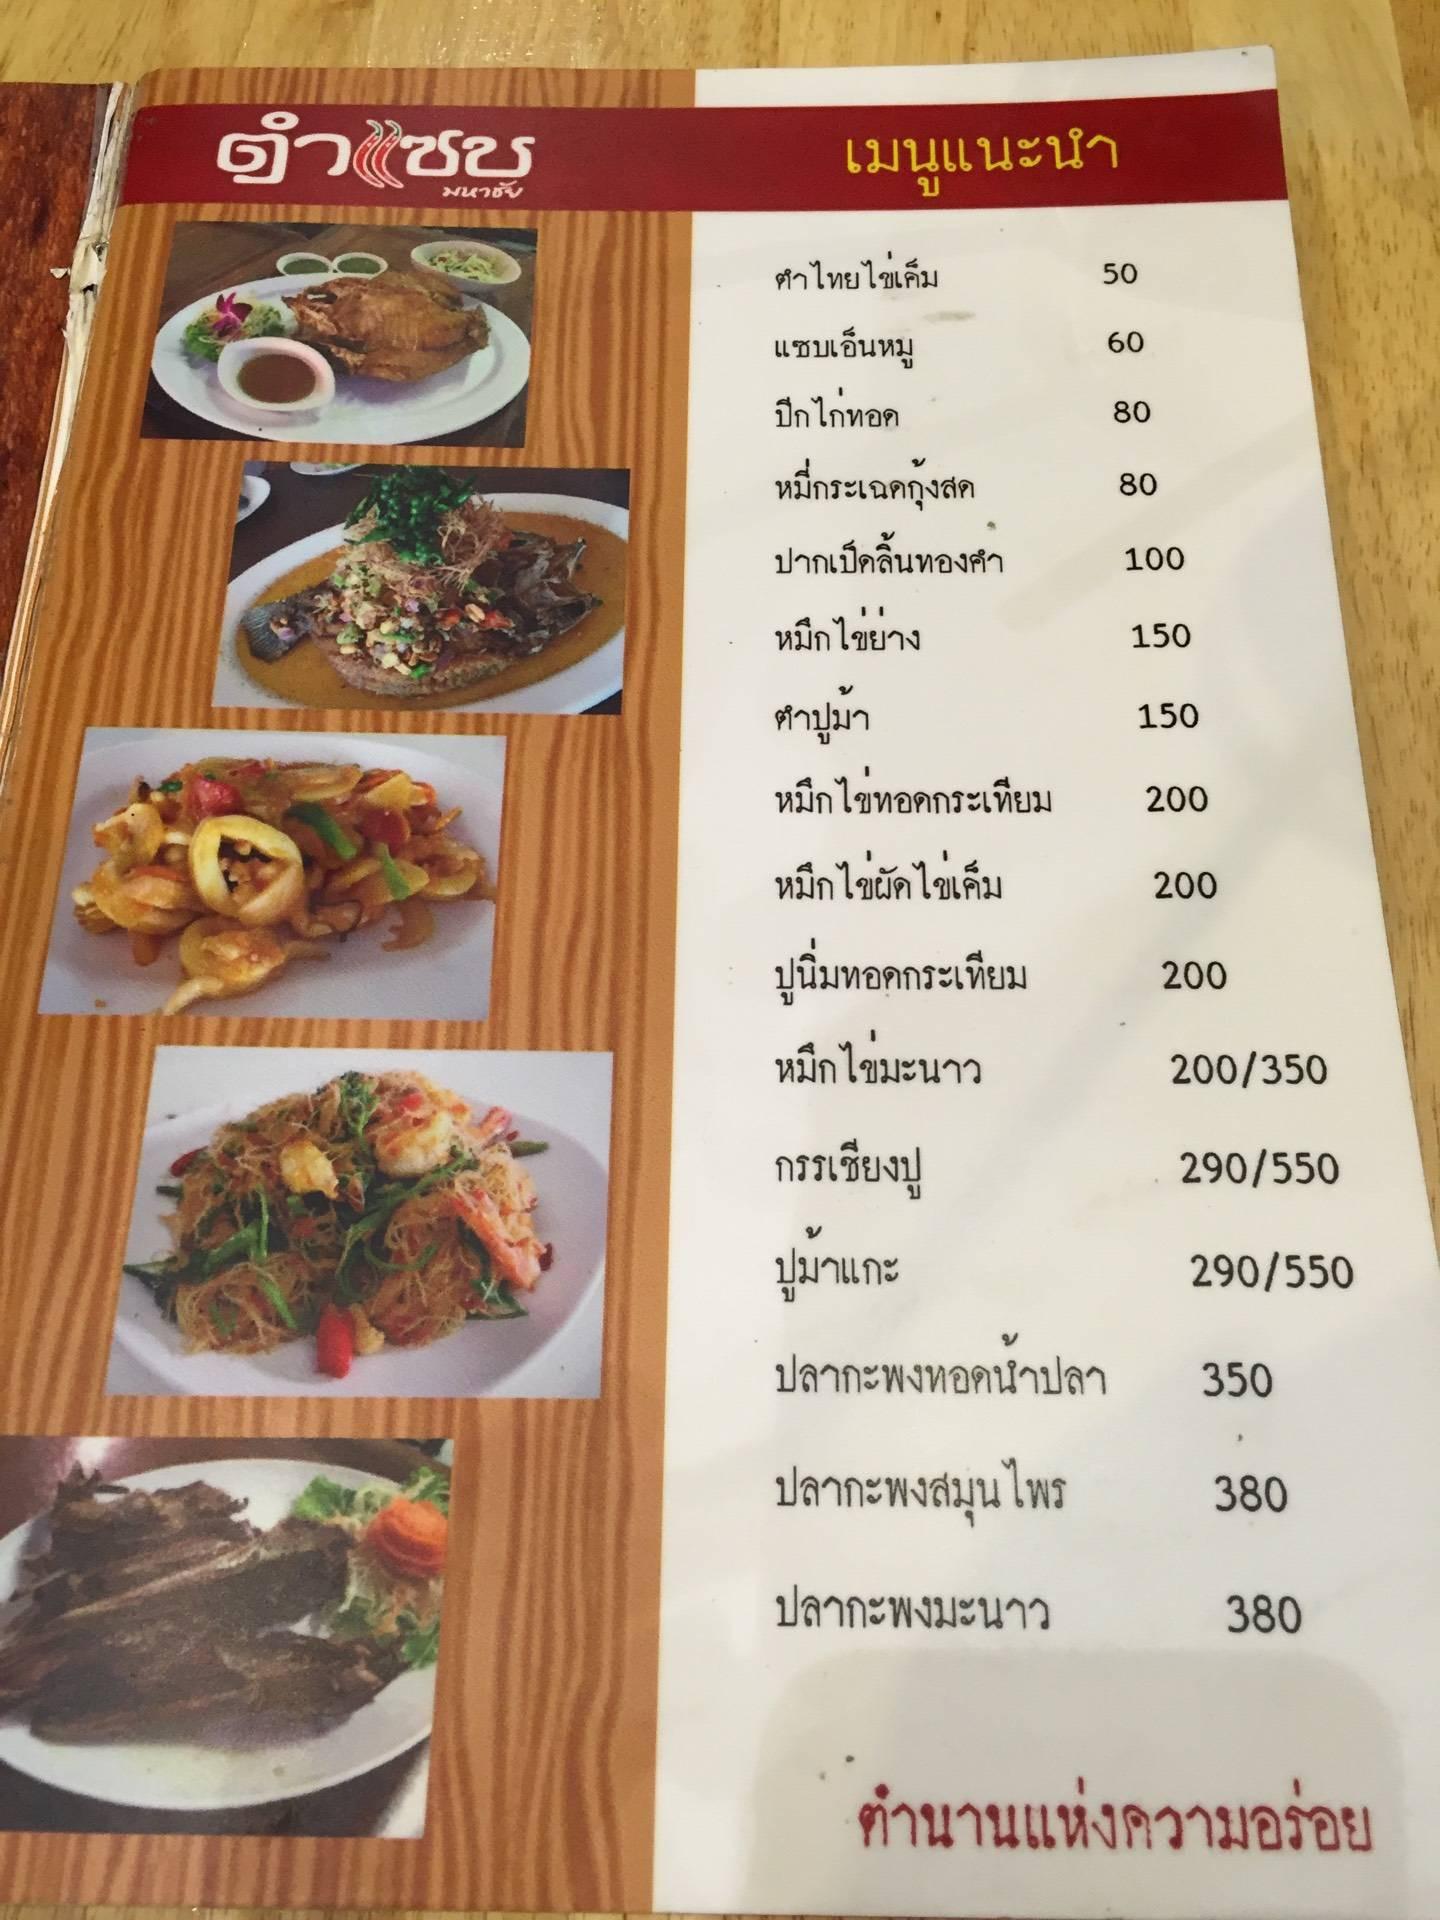 ตำแซบ
มหาชัย
เมนูแนะนำ
ตำไทยไข่เค็ม 50
แซบเอ็นหมู 60
ปีกไก่ทอด 80
หมี่กระเฉดกุ้งสด 80
ปากเป็ดลิ้นทองคำ 100
หมึกไข่ย่าง 150
ตำปูม้า 150
หมึกไข่ทอดกระเทียม 200
หมึกไข่ผัดไข่เค็ม 200
ปูนิ่มทอดกระเทียม 200
หมึกไข่มะนาว 200/350
กรรเชียงปู 290/550
ปูม้าแกะ 290/550
ปลากะพงทอดน้ำปลา 350
ปลากะพงสมุนไพร 380
ปลากะพงมะนาว 380
ตำนานแห่งความอร่อย